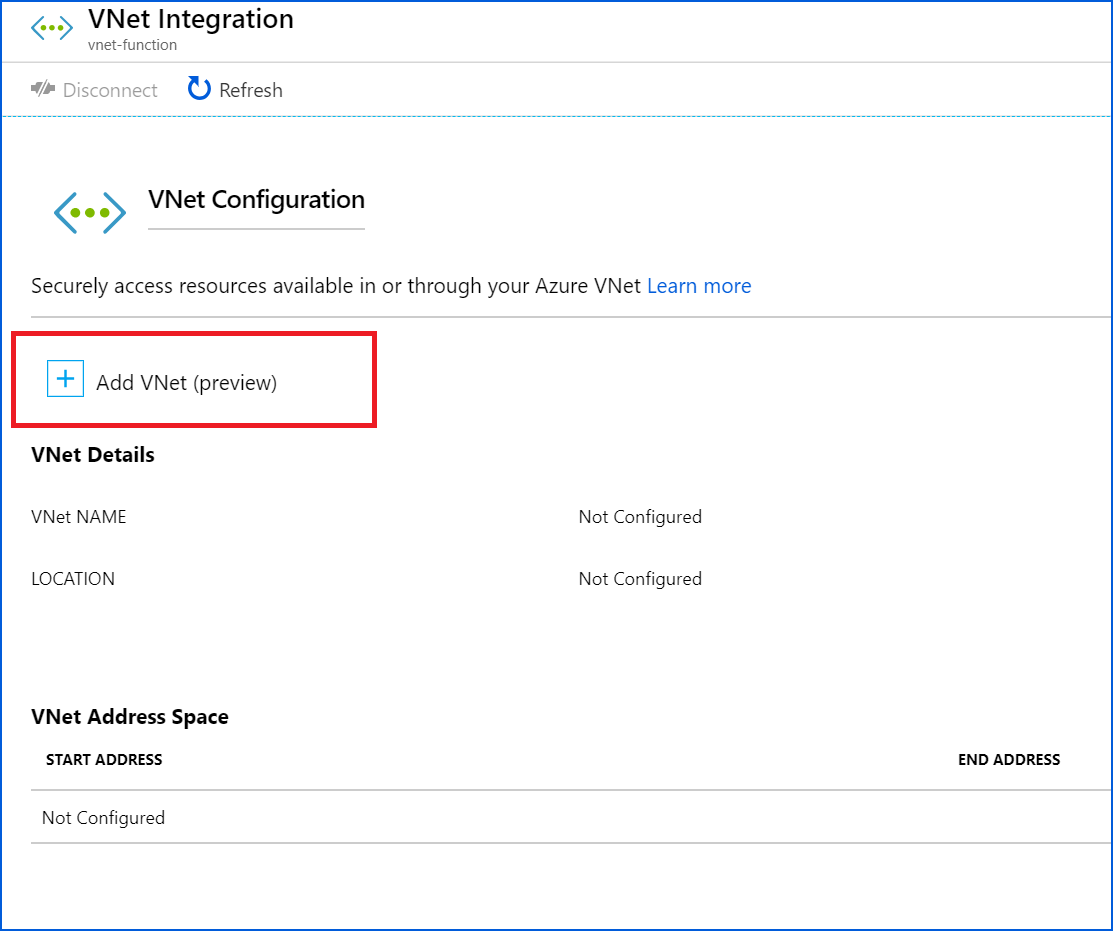 VNet Integration
vnet-function
Disconnect Refresh
VNet Configuration
Securely access resources available in or through your Azure VNet Learn more
Add VNet (preview)
VNet Details
VNet NAME Not Configured
LOCATION Not Configured
VNet Address Space
START ADDRESS END ADDRESS
Not Configured